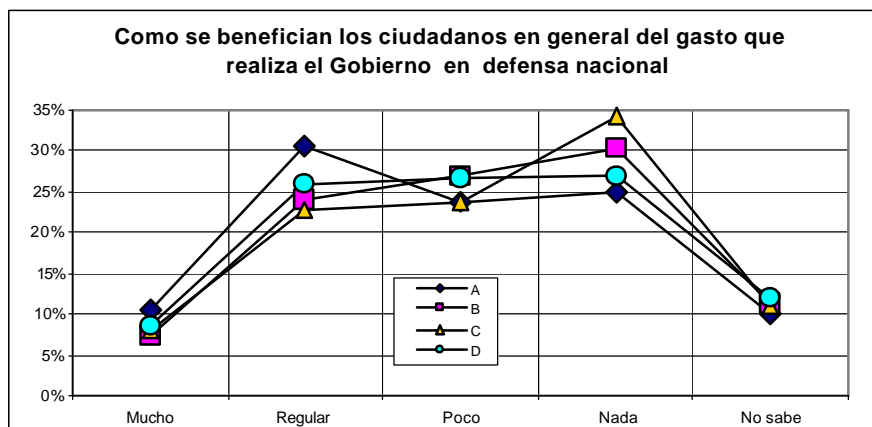 Como se benefician los ciudadanos en general del gasto que
realiza el Gobierno en defensa nacional
35%
30%
25%
20%
15%
10%
5%
0%
A
B
C
D
Mucho Regular Poco Nada No sabe